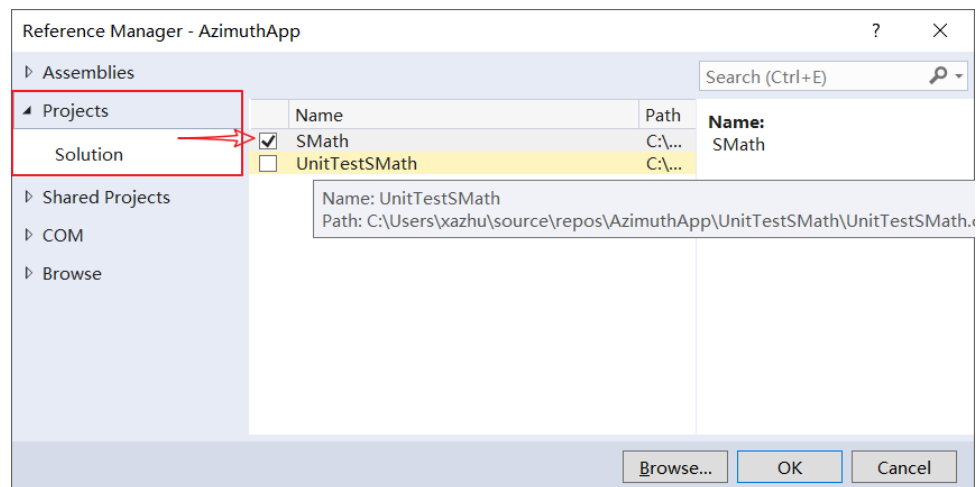 Reference Manager - AzimuthApp
Assemblies
Search (Ctrl+E)
Projects
Solution
Shared Projects
COM
Browse
Name Path
SMath C:\...
UnitTestSMath C:\...
Name: UnitTestSMath
Path: C:\Users\xazhu\source\repos\AzimuthApp\UnitTestSMath\UnitTestSMath.
Name:
SMath
Browse... OK Cancel